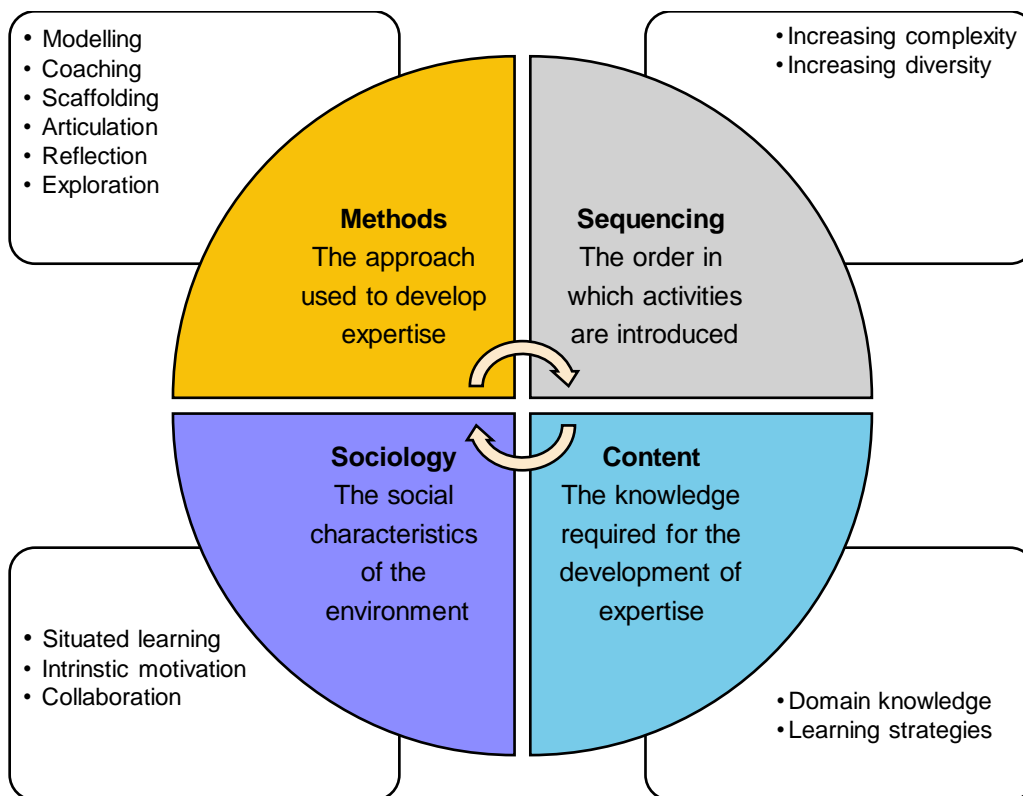 • Modelling
• Coaching
• Scaffolding
• Articulation
• Reflection
• Exploration
• Increasing complexity
• Increasing diversity
Methods
The approach
used to develop
expertise
Sequencing
The order in
which activities
are introduced
Sociology
The social
characteristics
of the
environment
Content
The knowledge
required for the
development of
expertise
• Situated learning
• Intrinstic motivation
• Collaboration
• Domain knowledge
• Learning strategies